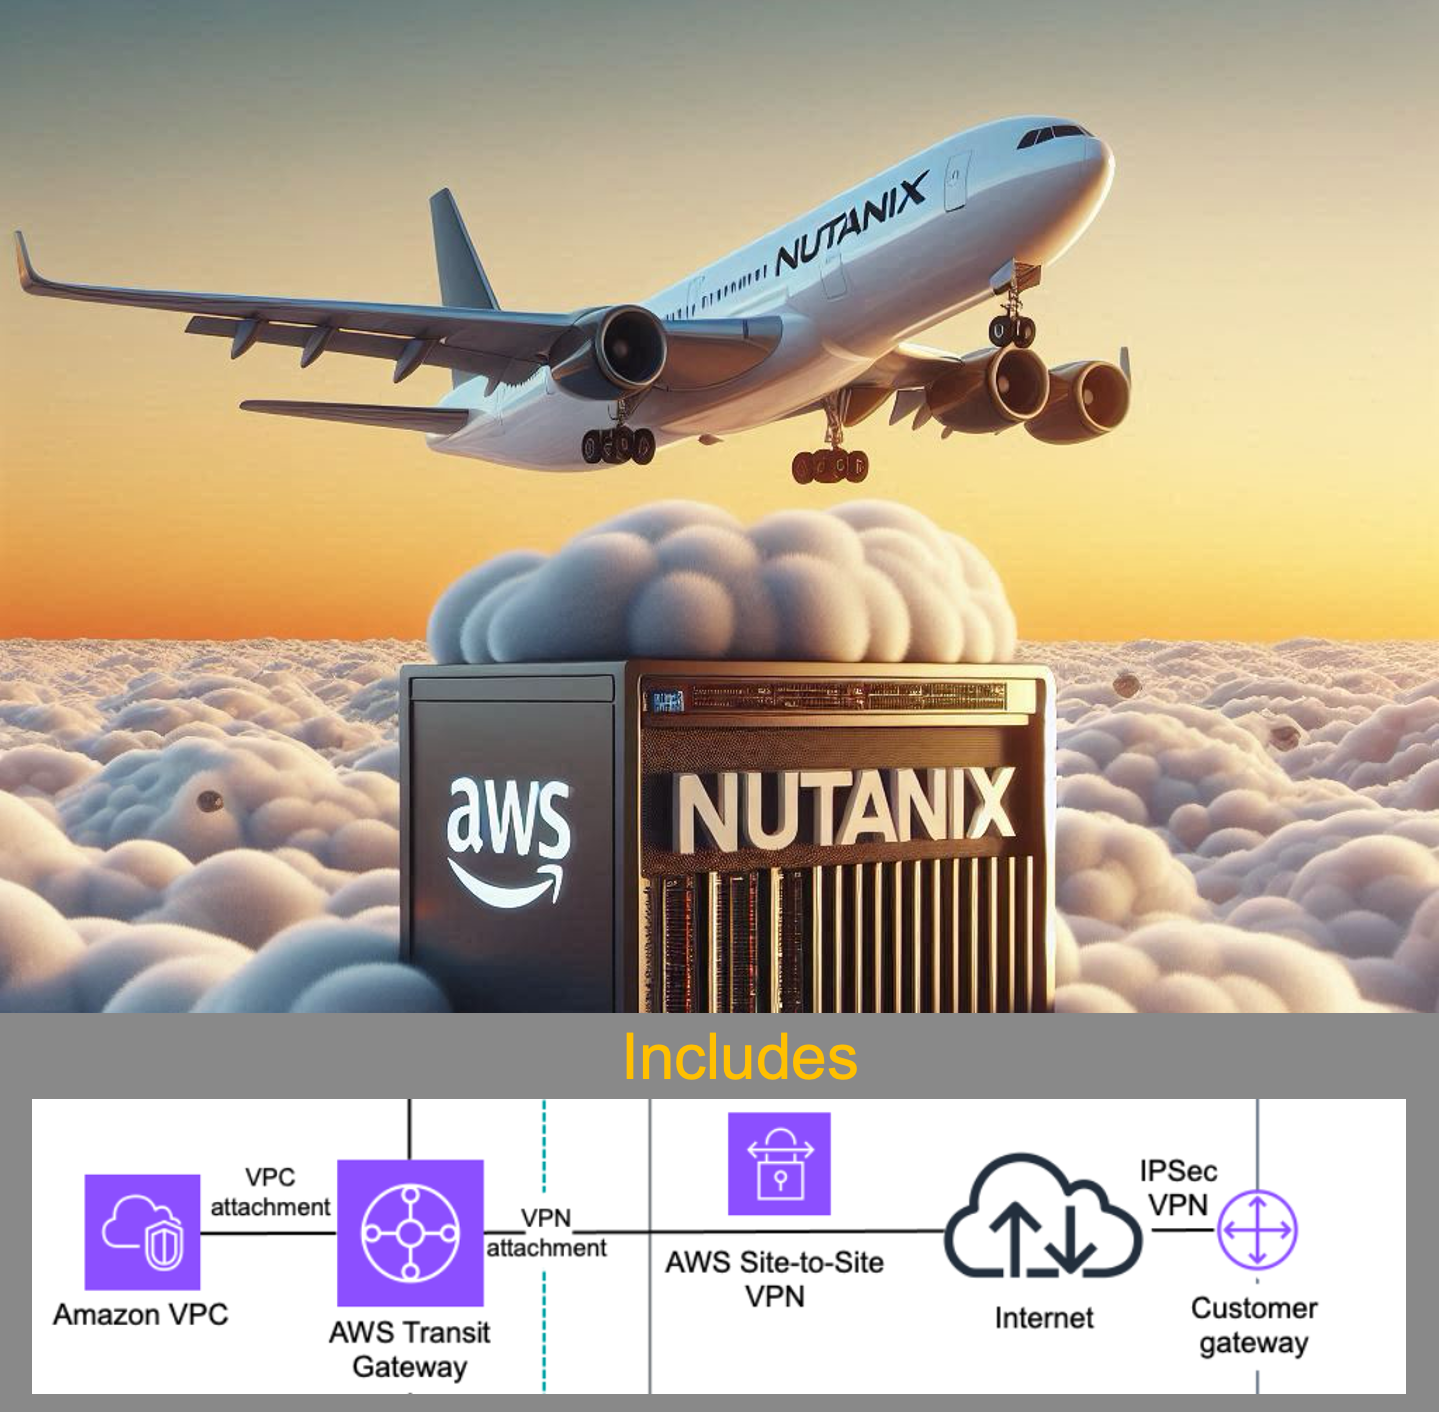 NUTANIX
aws
NUTANIX
Includes
VPC
attachment
VPN
attachment
IPSec
VPN
Amazon VPC
AWS Transit
Gateway
AWS Site-to-Site
VPN
Internet
Customer
gateway